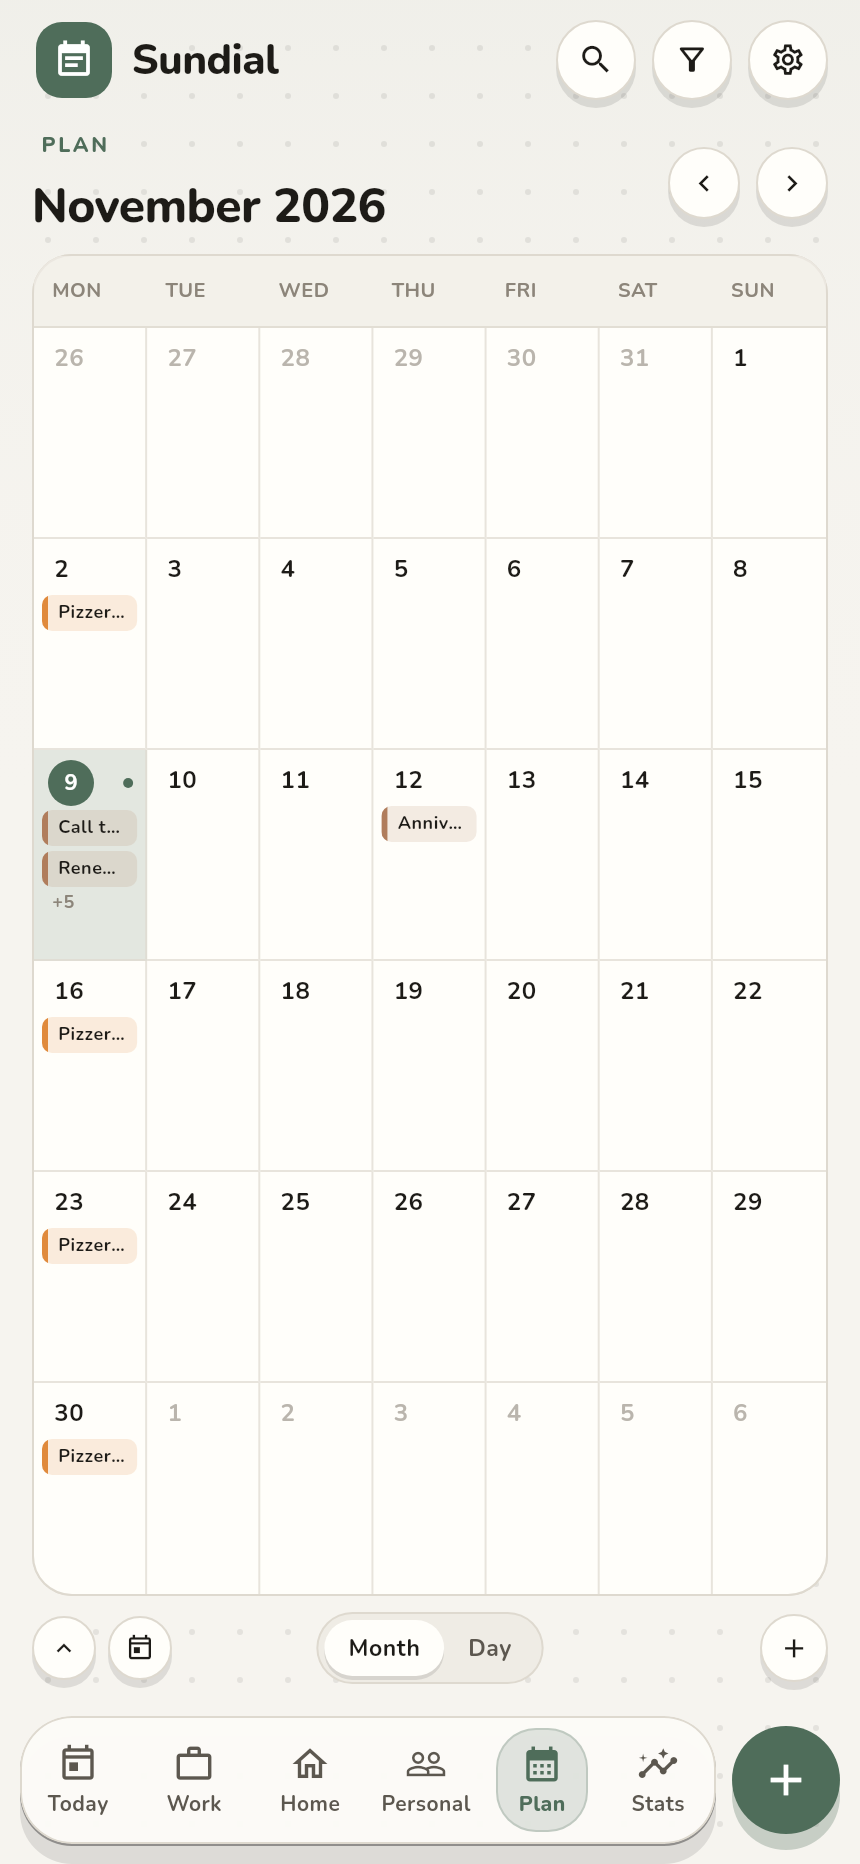 Sundial
PLAN
November 2026
MON TUE WED THU FRI SAT SUN
26 27 28 29 30 31 1
2 3 4 5 6 7 8
Pizzer...
9 10 11 12 13 14 15
Call t... Anniv...
Rene...
+5
16 17 18 19 20 21 22
Pizzer...
23 24 25 26 27 28 29
Pizzer...
30 1 2 3 4 5 6
Pizzer...
Month Day
Today Work Home Personal Plan Stats